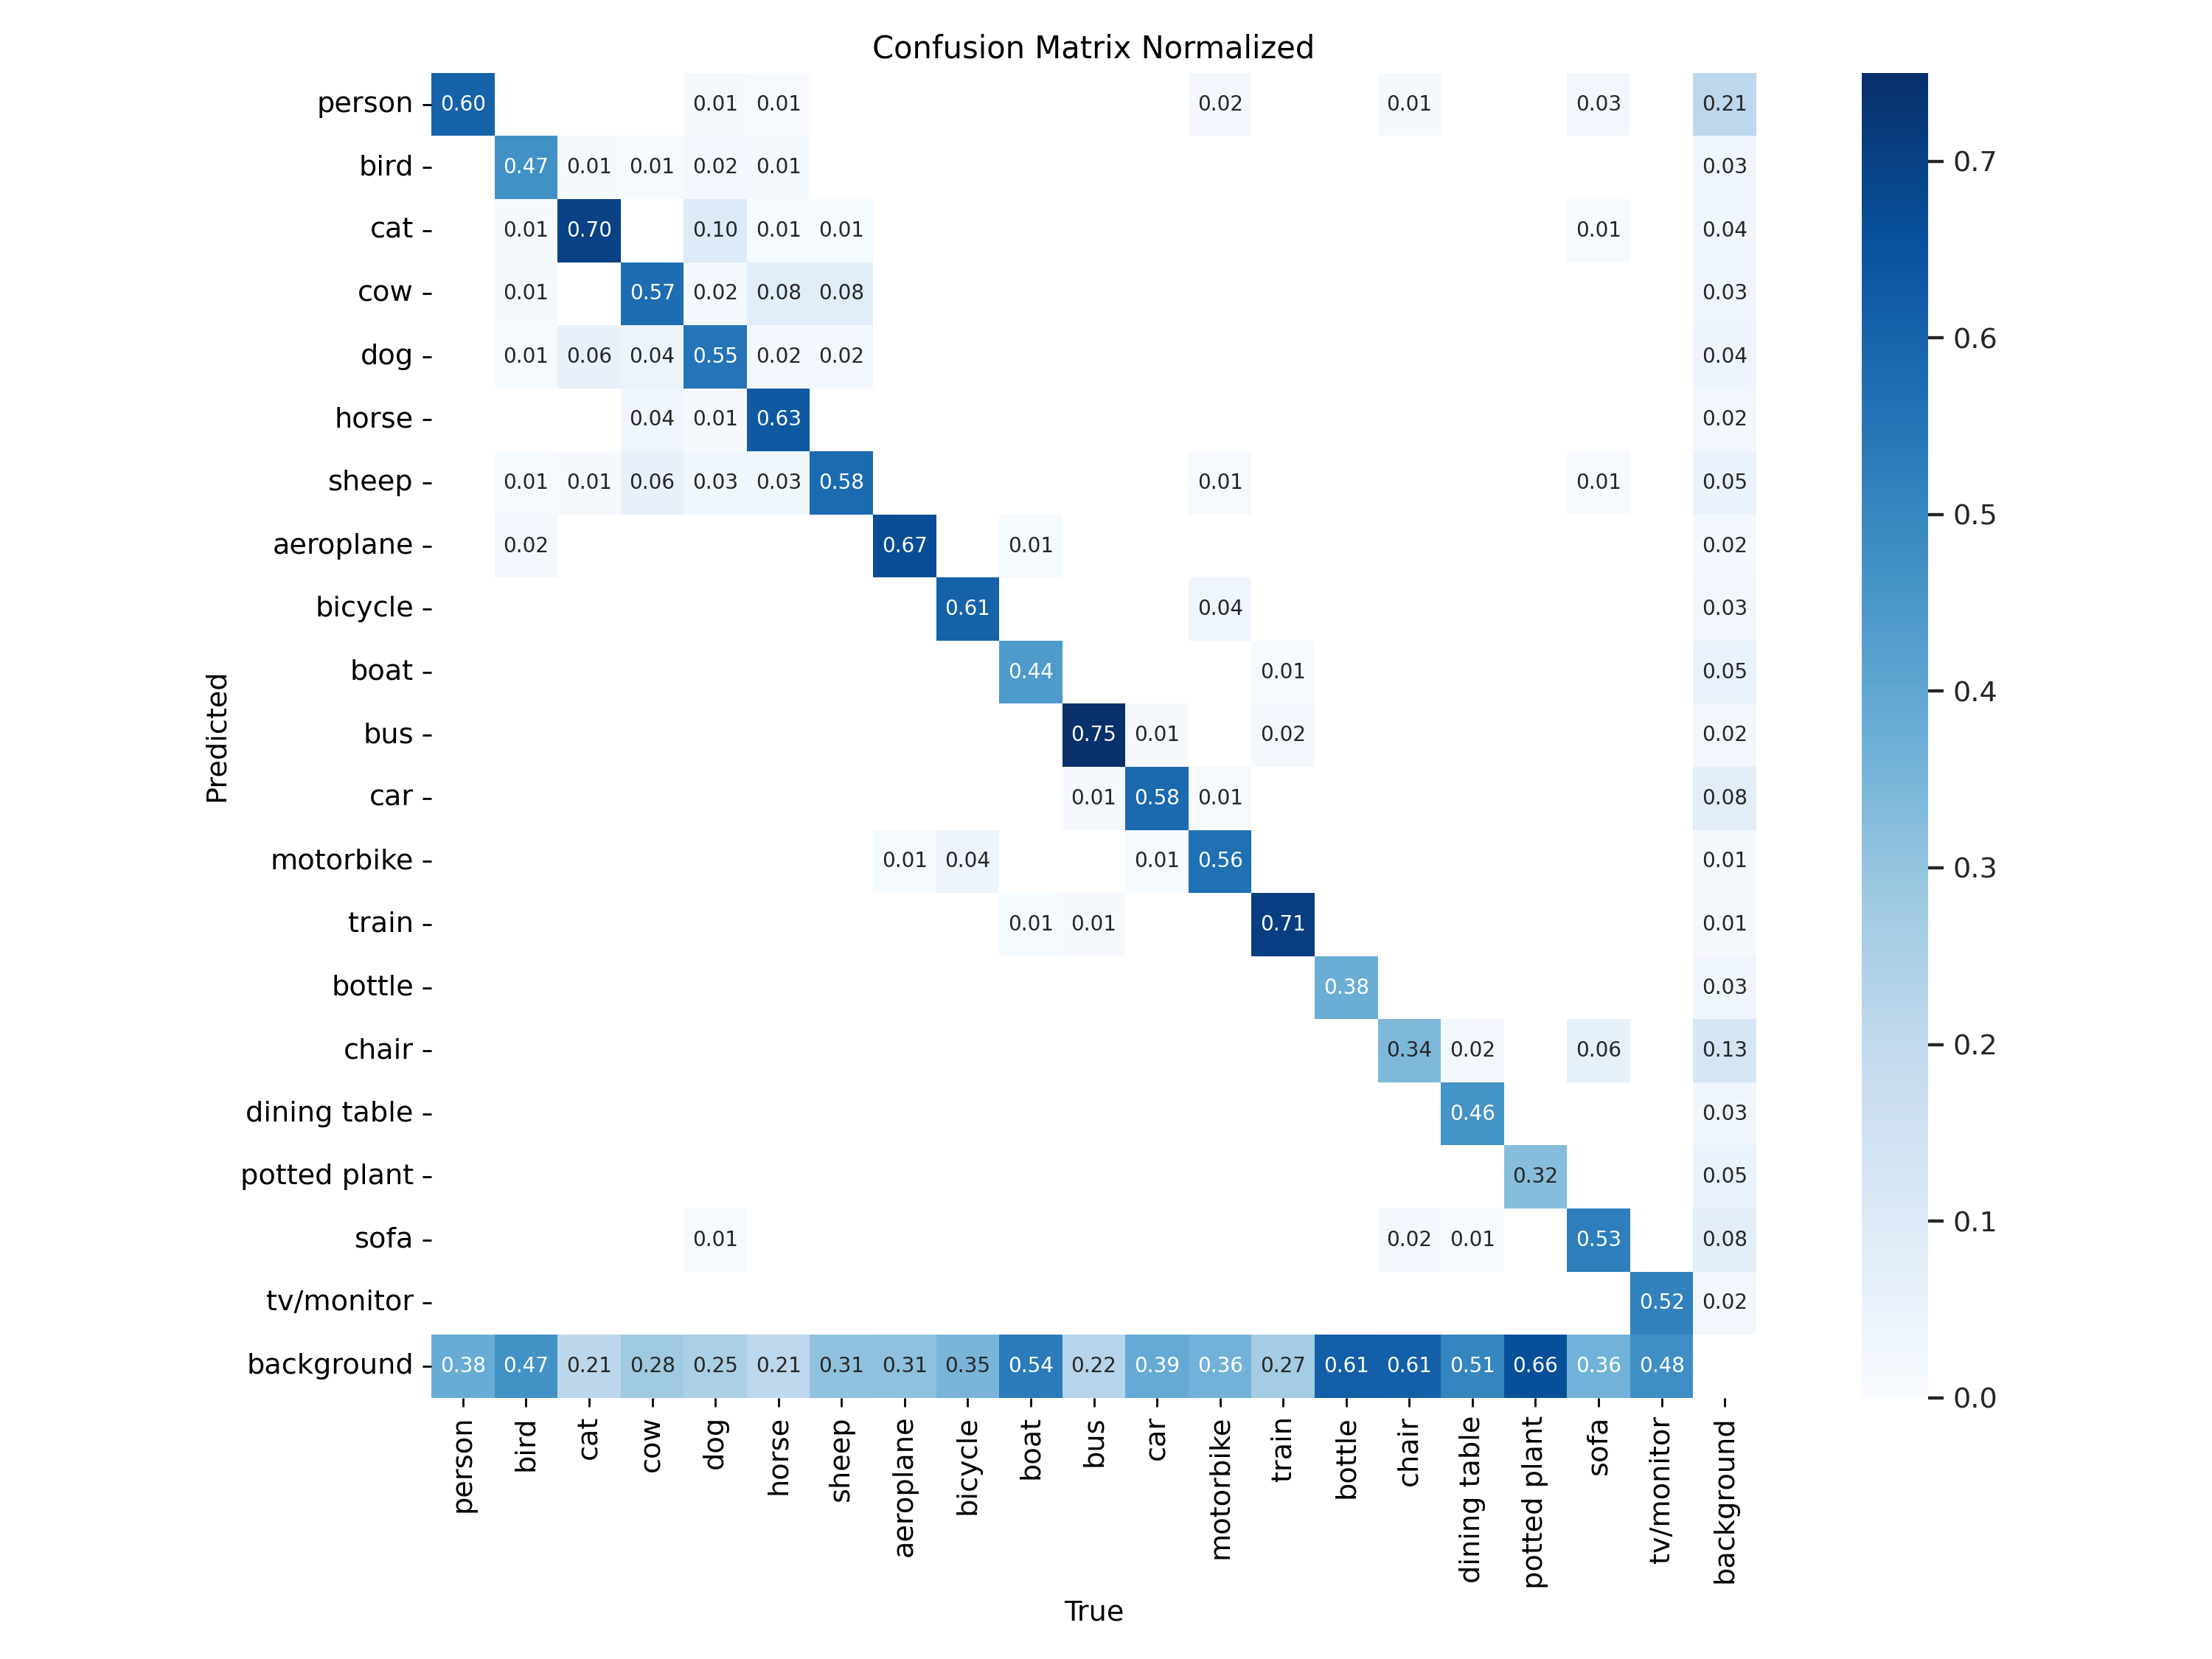 Confusion Matrix Normalized
person 0.60 0.01 0.01 0.02 0.01 0.03 0.21
bird 0.47 0.01 0.01 0.02 0.01 0.03
cat 0.01 0.70 0.10 0.01 0.01 0.01 0.04
cow 0.01 0.57 0.02 0.08 0.08 0.03
dog 0.01 0.06 0.04 0.55 0.02 0.02 0.04
horse 0.04 0.01 0.63 0.02
sheep 0.01 0.01 0.06 0.03 0.03 0.58 0.01 0.01 0.05
aeroplane 0.02 0.67 0.01 0.02
bicycle 0.61 0.04 0.03
boat 0.44 0.01 0.05
bus 0.75 0.01 0.02 0.02
car 0.01 0.58 0.01 0.08
motorbike 0.01 0.04 0.01 0.56 0.01
train 0.01 0.01 0.71 0.01
bottle 0.38 0.03
chair 0.34 0.02 0.06 0.13
dining table 0.46 0.03
potted plant 0.32 0.05
sofa 0.01 0.02 0.01 0.53 0.08
tv/monitor 0.52 0.02
background 0.38 0.47 0.21 0.28 0.25 0.21 0.31 0.31 0.35 0.54 0.22 0.39 0.36 0.27 0.61 0.61 0.51 0.66 0.36 0.48
Predicted
person
bird
cat
cow
dog
horse
sheep
aeroplane
bicycle
boat
bus
car
motorbike
train
bottle
chair
dining table
potted plant
sofa
tv/monitor
background
True
0.7
0.6
0.5
0.4
0.3
0.2
0.1
0.0